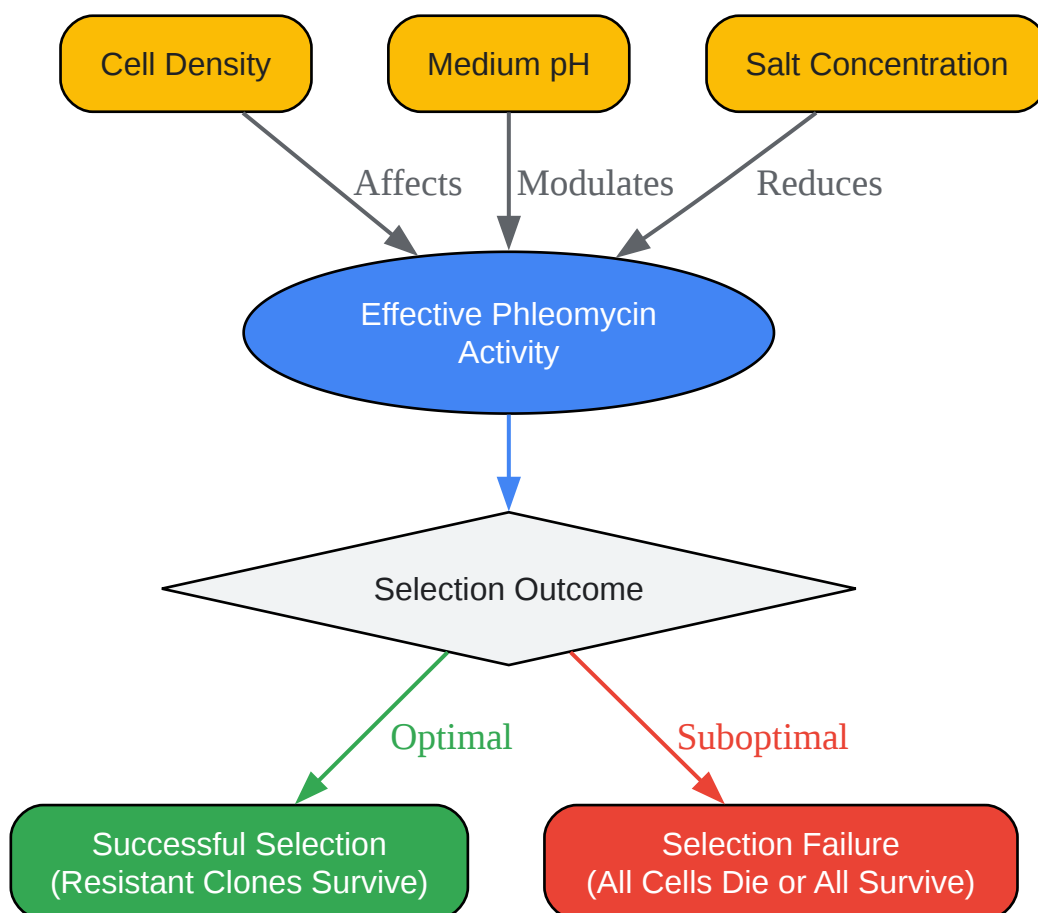 Cell Density
Medium pH
Salt Concentration
Affects
Modulates
Reduces
Effective Phleomycin
Activity
Selection Outcome
Optimal
Suboptimal
Successful Selection
(Resistant Clones Survive)
Selection Failure
(All Cells Die or All Survive)